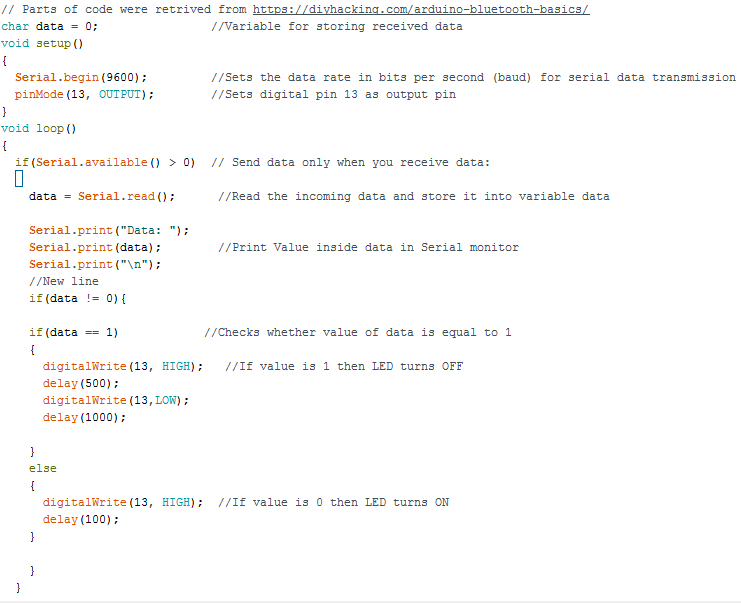 // Parts of code were retrived from https://diyhacking.com/arduino-bluetooth-basics/
char data = 0;                //Variable for storing received data
void setup()
{
  Serial.begin(9600);         //Sets the data rate in bits per second (baud) for serial data transmission
  pinMode(13, OUTPUT);        //Sets digital pin 13 as output pin
}
void loop()
{
  if(Serial.available() > 0)  // Send data only when you receive data:
  {
    data = Serial.read();      //Read the incoming data and store it into variable data

    Serial.print("Data: ");
    Serial.print(data);        //Print Value inside data in Serial monitor
    Serial.print("\n");
    //New line
    if(data != 0){

    if(data == 1)            //Checks whether value of data is equal to 1
    {
      digitalWrite(13, HIGH);   //If value is 1 then LED turns OFF
      delay(500);
      digitalWrite(13,LOW);
      delay(1000);

    }
    else
    {
      digitalWrite(13, HIGH);  //If value is 0 then LED turns ON
      delay(100);
    }

    }
  }